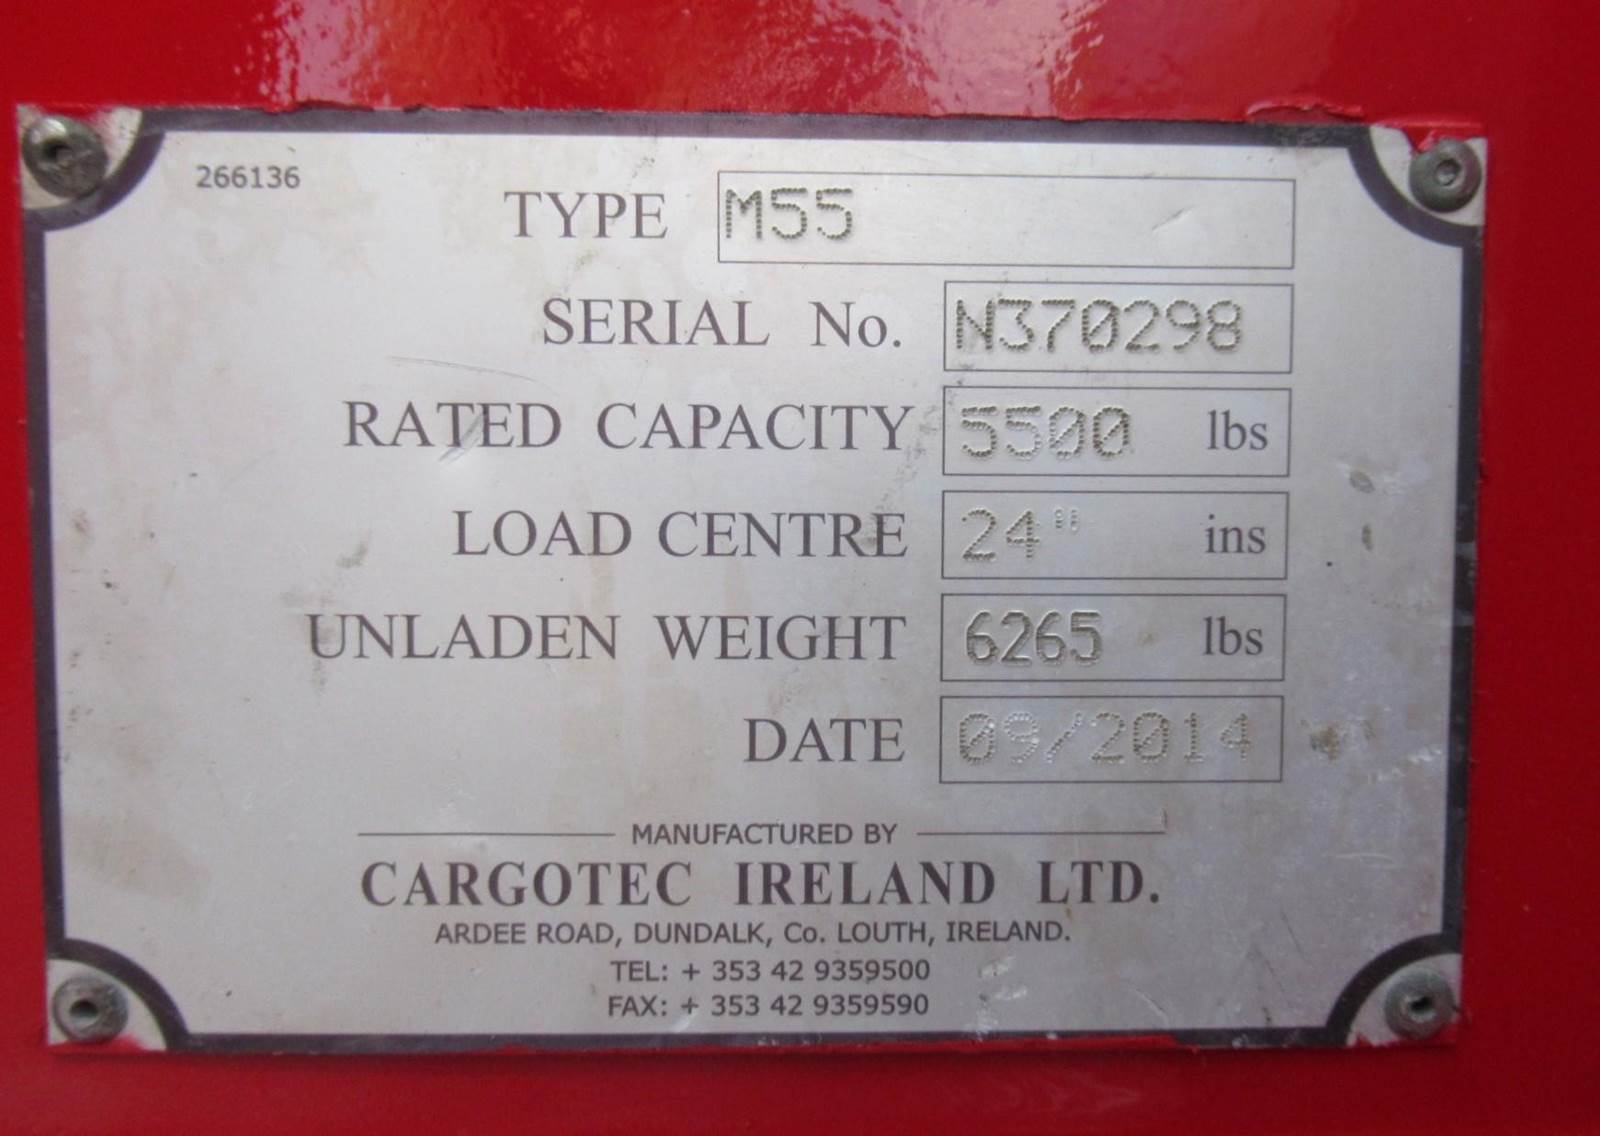 266136
TYPE M55
SERIAL No. N370298
RATED CAPACITY 5500 lbs
LOAD CENTRE 24" ins
UNLADEN WEIGHT 6265 lbs
DATE 09/2014
MANUFACTURED BY
CARGOTEC IRELAND LTD.
ARDEE ROAD, DUNDALK, Co. LOUTH, IRELAND.
TEL: + 353 42 9359500
FAX: + 353 42 9359590